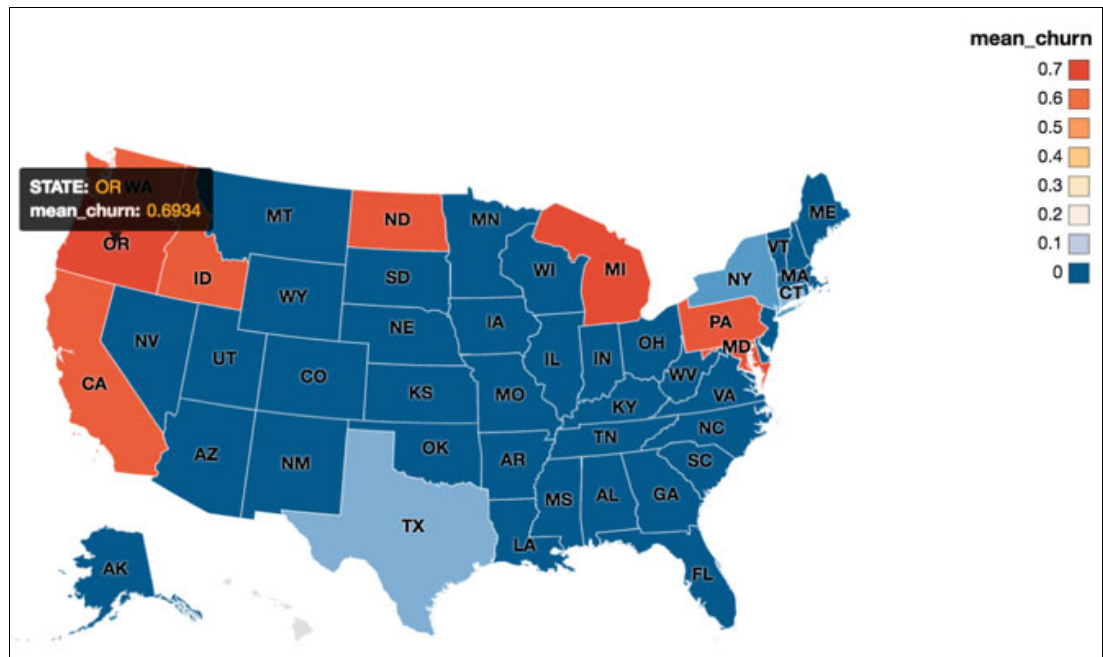 mean_churn
0.7
0.6
0.5
0.4
0.3
0.2
0.1
0
STATE: OR
mean_churn: 0.6934
WA
OR
MT
ND
MN
ME
ID
SD
WI
MI
VT
NY
MA
CT
WY
NE
IA
PA
NV
UT
CO
IL
IN
OH
MD
CA
KS
MO
WV
VA
KY
AZ
NM
OK
TN
NC
AR
SC
TX
MS
AL
GA
LA
AK
FL